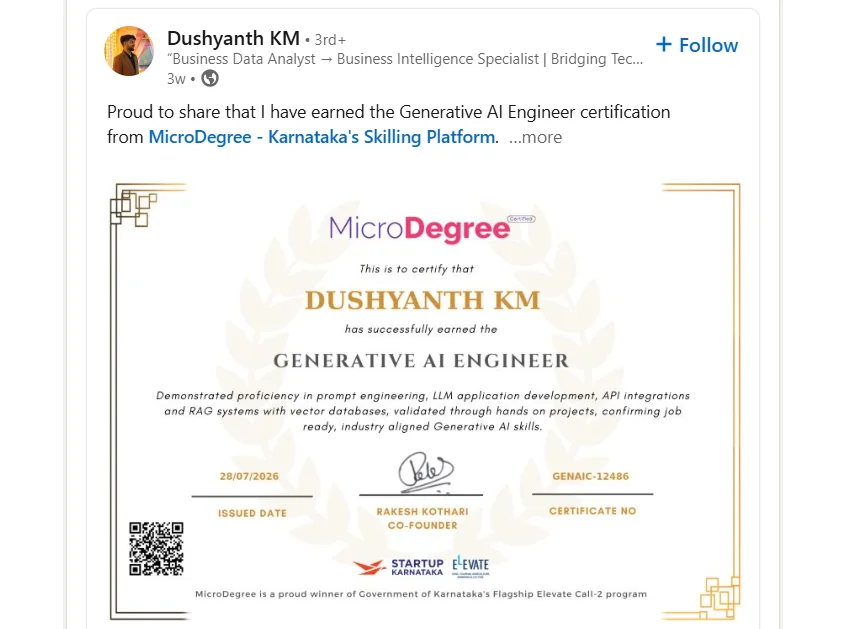 Dushyanth KM • 3rd+
+ Follow
“Business Data Analyst → Business Intelligence Specialist | Bridging Tec...
3w •
Proud to share that I have earned the Generative AI Engineer certification
from MicroDegree - Karnataka's Skilling Platform. ...more
MicroDegree Certified
This is to certify that
DUSHYANTH KM
has successfully earned the
GENERATIVE AI ENGINEER
Demonstrated proficiency in prompt engineering, LLM application development, API integrations
and RAG systems with vector databases, validated through hands on projects, confirming job
ready, industry aligned Generative AI skills.
28/07/2026
GENAIC-12486
ISSUED DATE
RAKESH KOTHARI
CO-FOUNDER
CERTIFICATE NO
STARTUP
KARNATAKA
ELEVATE
MicroDegree is a proud winner of Government of Karnataka's Flagship Elevate Call-2 program